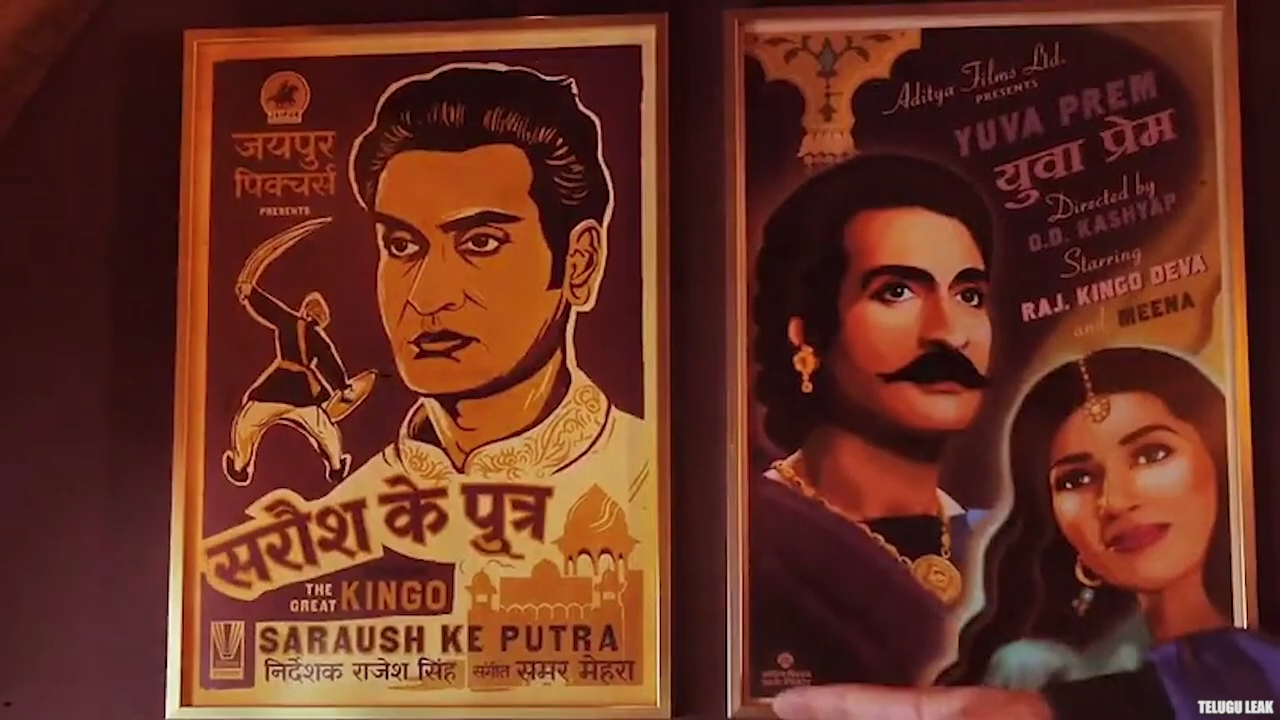 जयपुर
पिक्चर्स
PRESENTS
सरौश के पुत्र
THE
GREAT KINGO
SARAUSH KE PUTRA
निर्देशक राजेश सिंह संगीत समर मेहरा
Aditya Films Ltd.
PRESENTS
YUVA PREM
युवा प्रेम
Directed by
O.D. KASHYAP
Starring
RAJ. KINGO DEVA
and MEENA
TELUGU LEAK